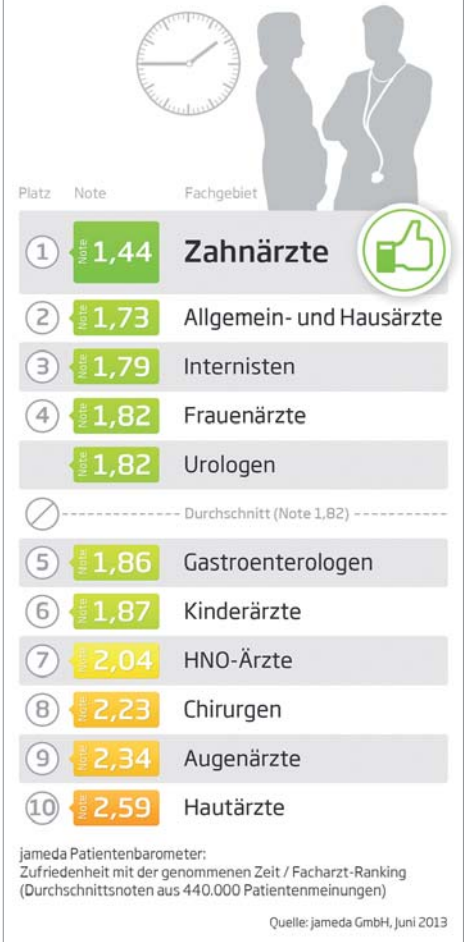 Platz Note Fachgebiet
1 Note 1,44 Zahnärzte
2 Note 1,73 Allgemein- und Hausärzte
3 Note 1,79 Internisten
4 Note 1,82 Frauenärzte
Note 1,82 Urologen
Durchschnitt (Note 1,82)
5 Note 1,86 Gastroenterologen
6 Note 1,87 Kinderärzte
7 Note 2,04 HNO-Ärzte
8 Note 2,23 Chirurgen
9 Note 2,34 Augenärzte
10 Note 2,59 Hautärzte
jameda Patientenbarometer:
Zufriedenheit mit der genommenen Zeit / Facharzt-Ranking
(Durchschnittsnoten aus 440.000 Patientenmeinungen)
Quelle: jameda GmbH, Juni 2013